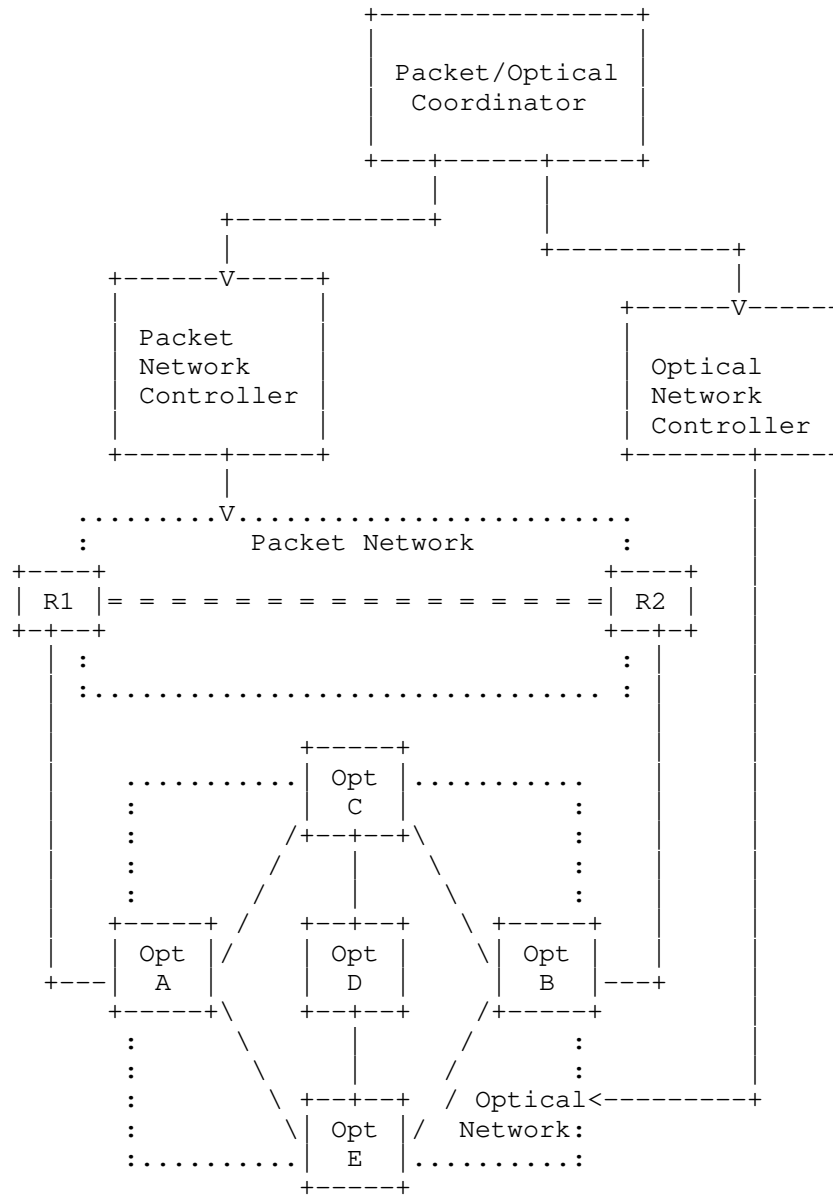 Packet/Optical
Coordinator
Packet
Network
Controller
Optical
Network
Controller
Packet Network
R1
R2
Opt
C
Opt
A
Opt
D
Opt
B
Optical
Network
Opt
E